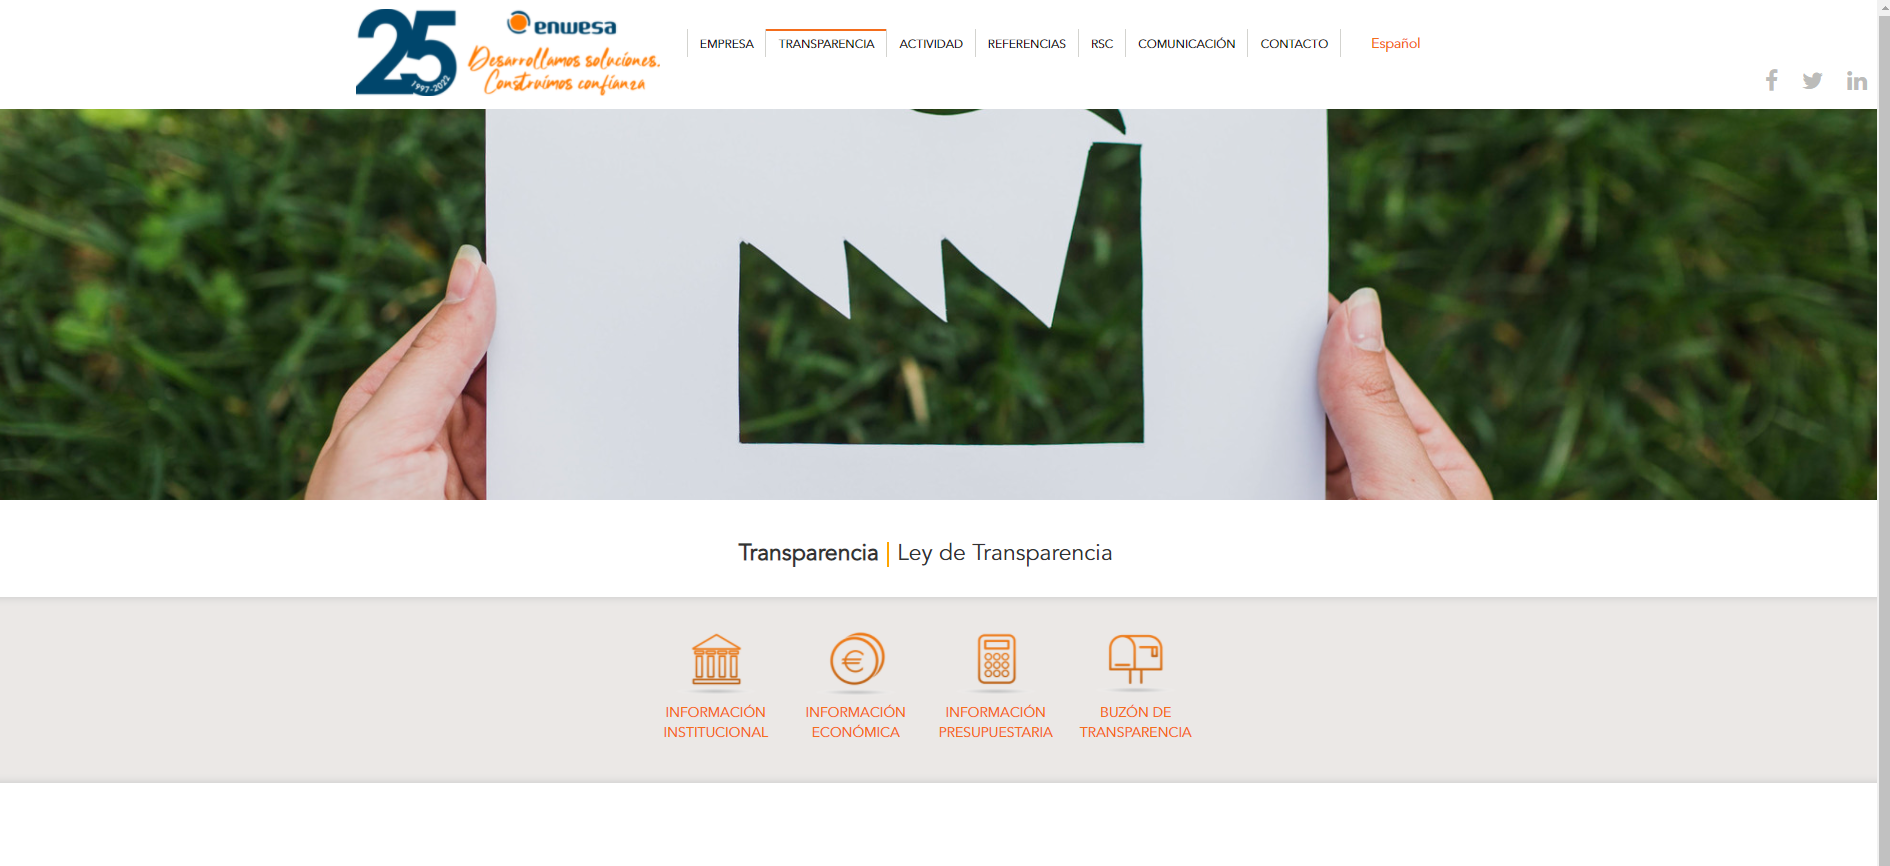 25
1997-2022
enwesa
Desarrollamos soluciones.
Construimos confianza
EMPRESA
TRANSPARENCIA
ACTIVIDAD
REFERENCIAS
RSC
COMUNICACIÓN
CONTACTO
Español
Transparencia | Ley de Transparencia
INFORMACIÓN
INSTITUCIONAL
INFORMACIÓN
ECONÓMICA
INFORMACIÓN
PRESUPUESTARIA
BUZÓN DE
TRANSPARENCIA